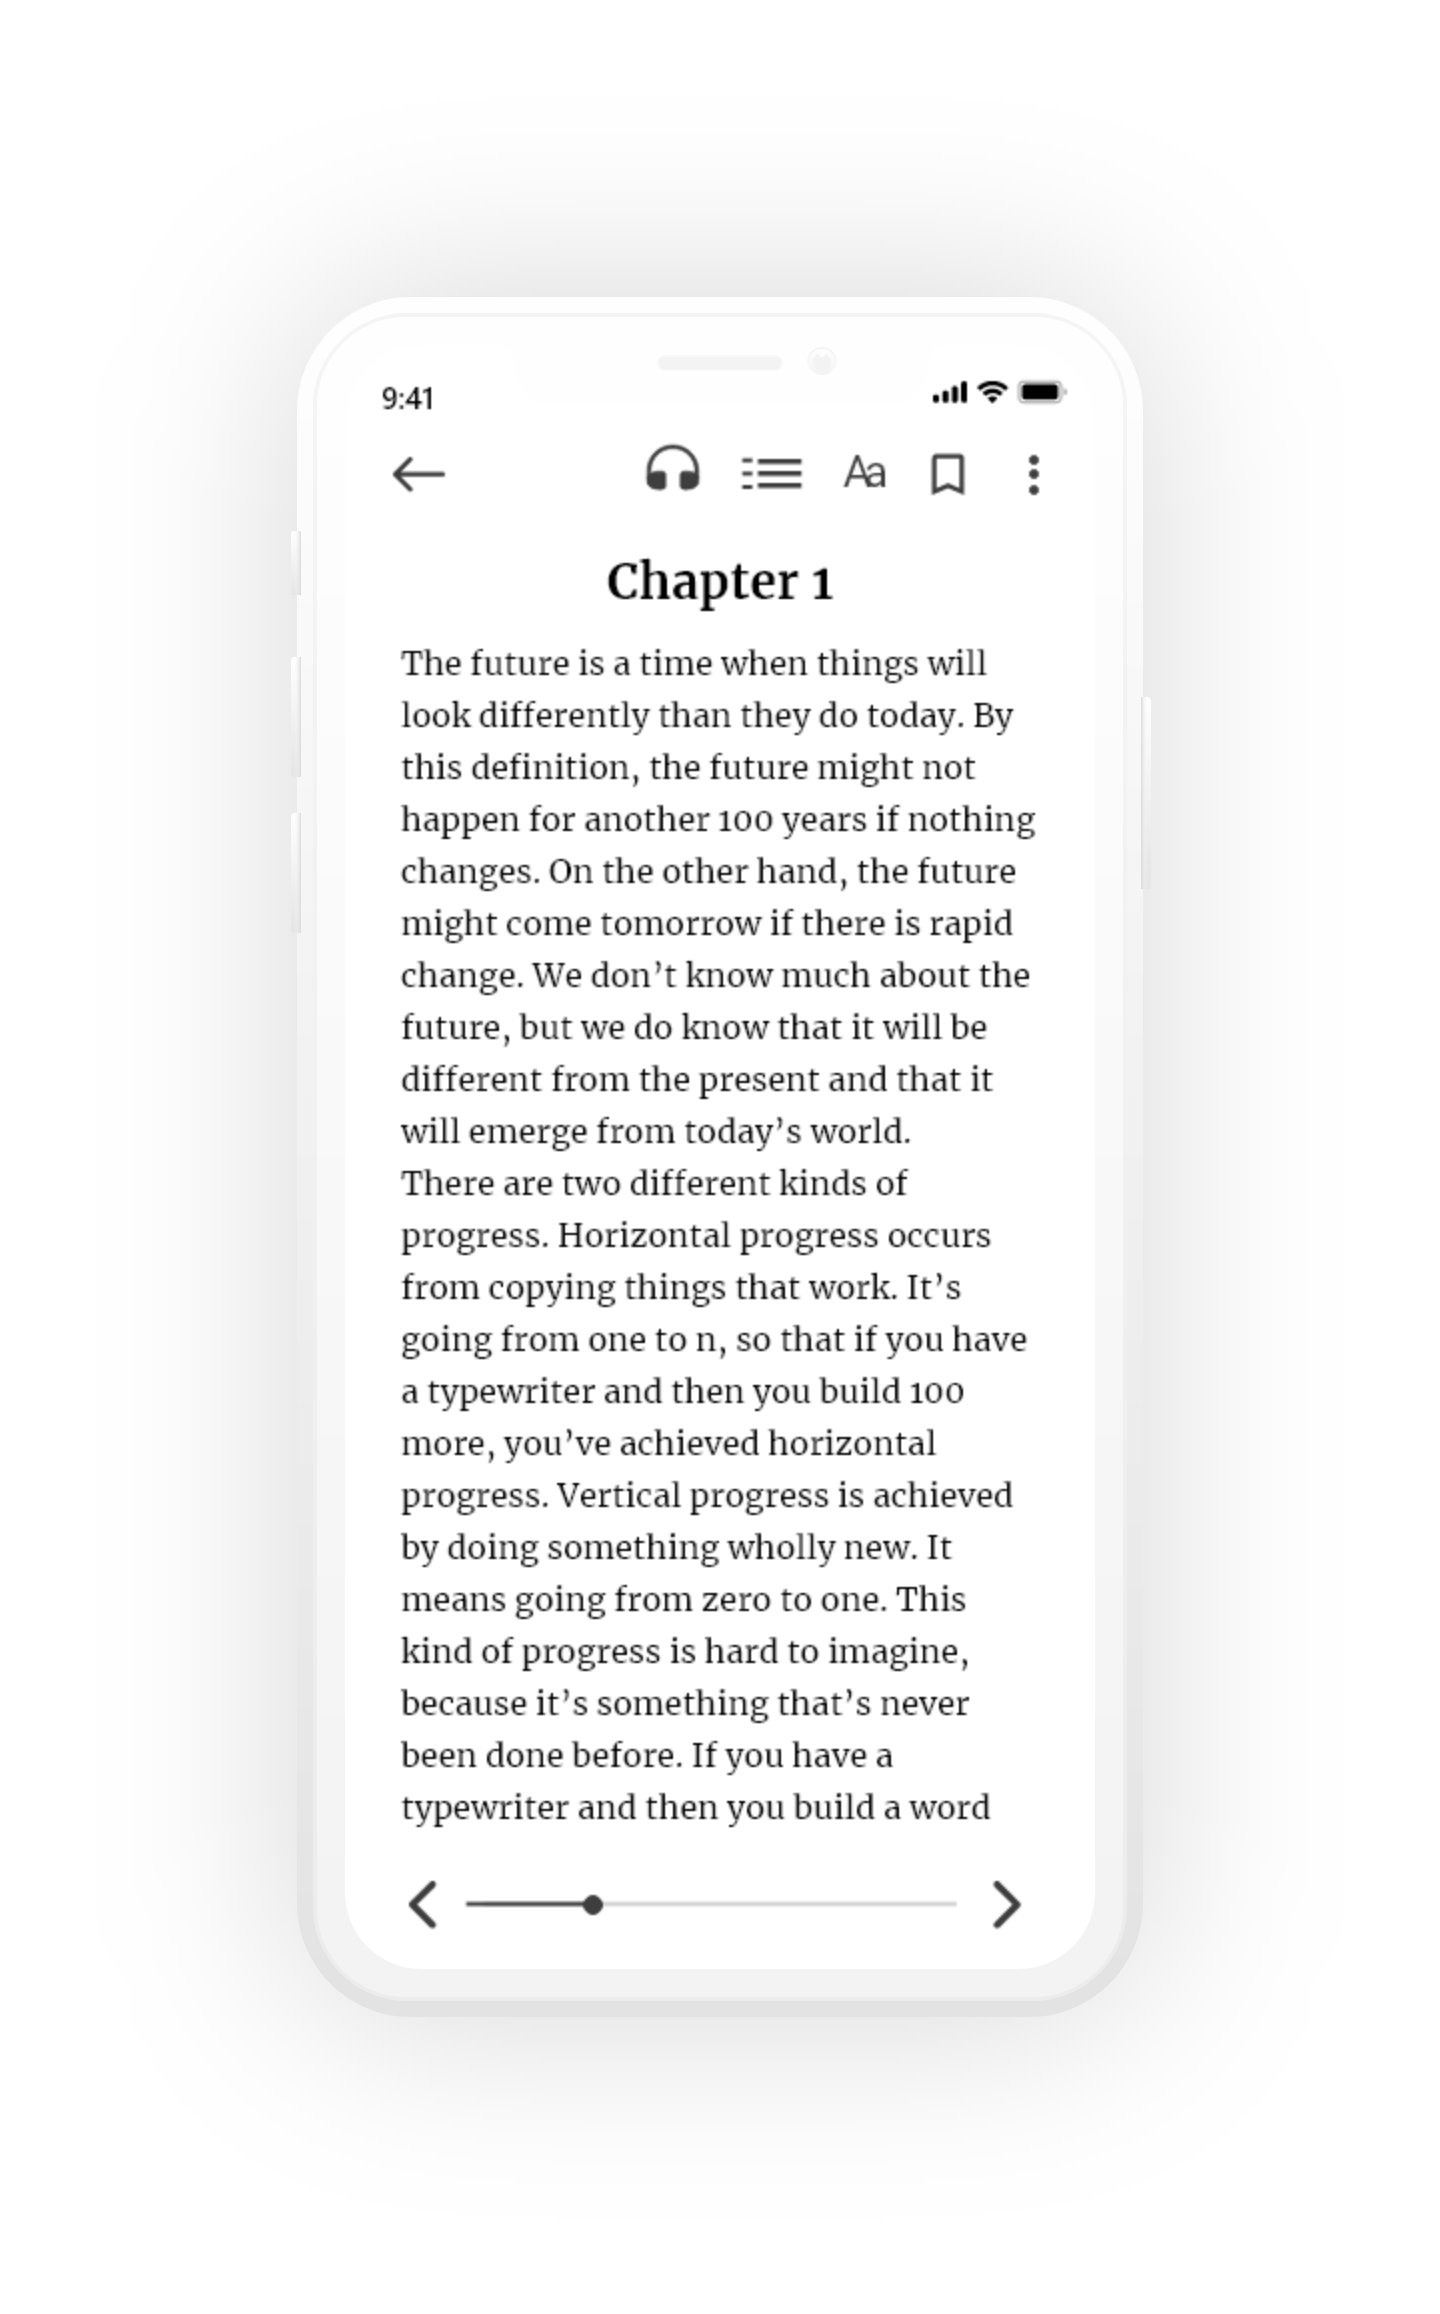 9:41
Aa
Chapter 1
The future is a time when things will
look differently than they do today. By
this definition, the future might not
happen for another 100 years if nothing
changes. On the other hand, the future
might come tomorrow if there is rapid
change. We don’t know much about the
future, but we do know that it will be
different from the present and that it
will emerge from today’s world.
There are two different kinds of
progress. Horizontal progress occurs
from copying things that work. It’s
going from one to n, so that if you have
a typewriter and then you build 100
more, you’ve achieved horizontal
progress. Vertical progress is achieved
by doing something wholly new. It
means going from zero to one. This
kind of progress is hard to imagine,
because it’s something that’s never
been done before. If you have a
typewriter and then you build a word